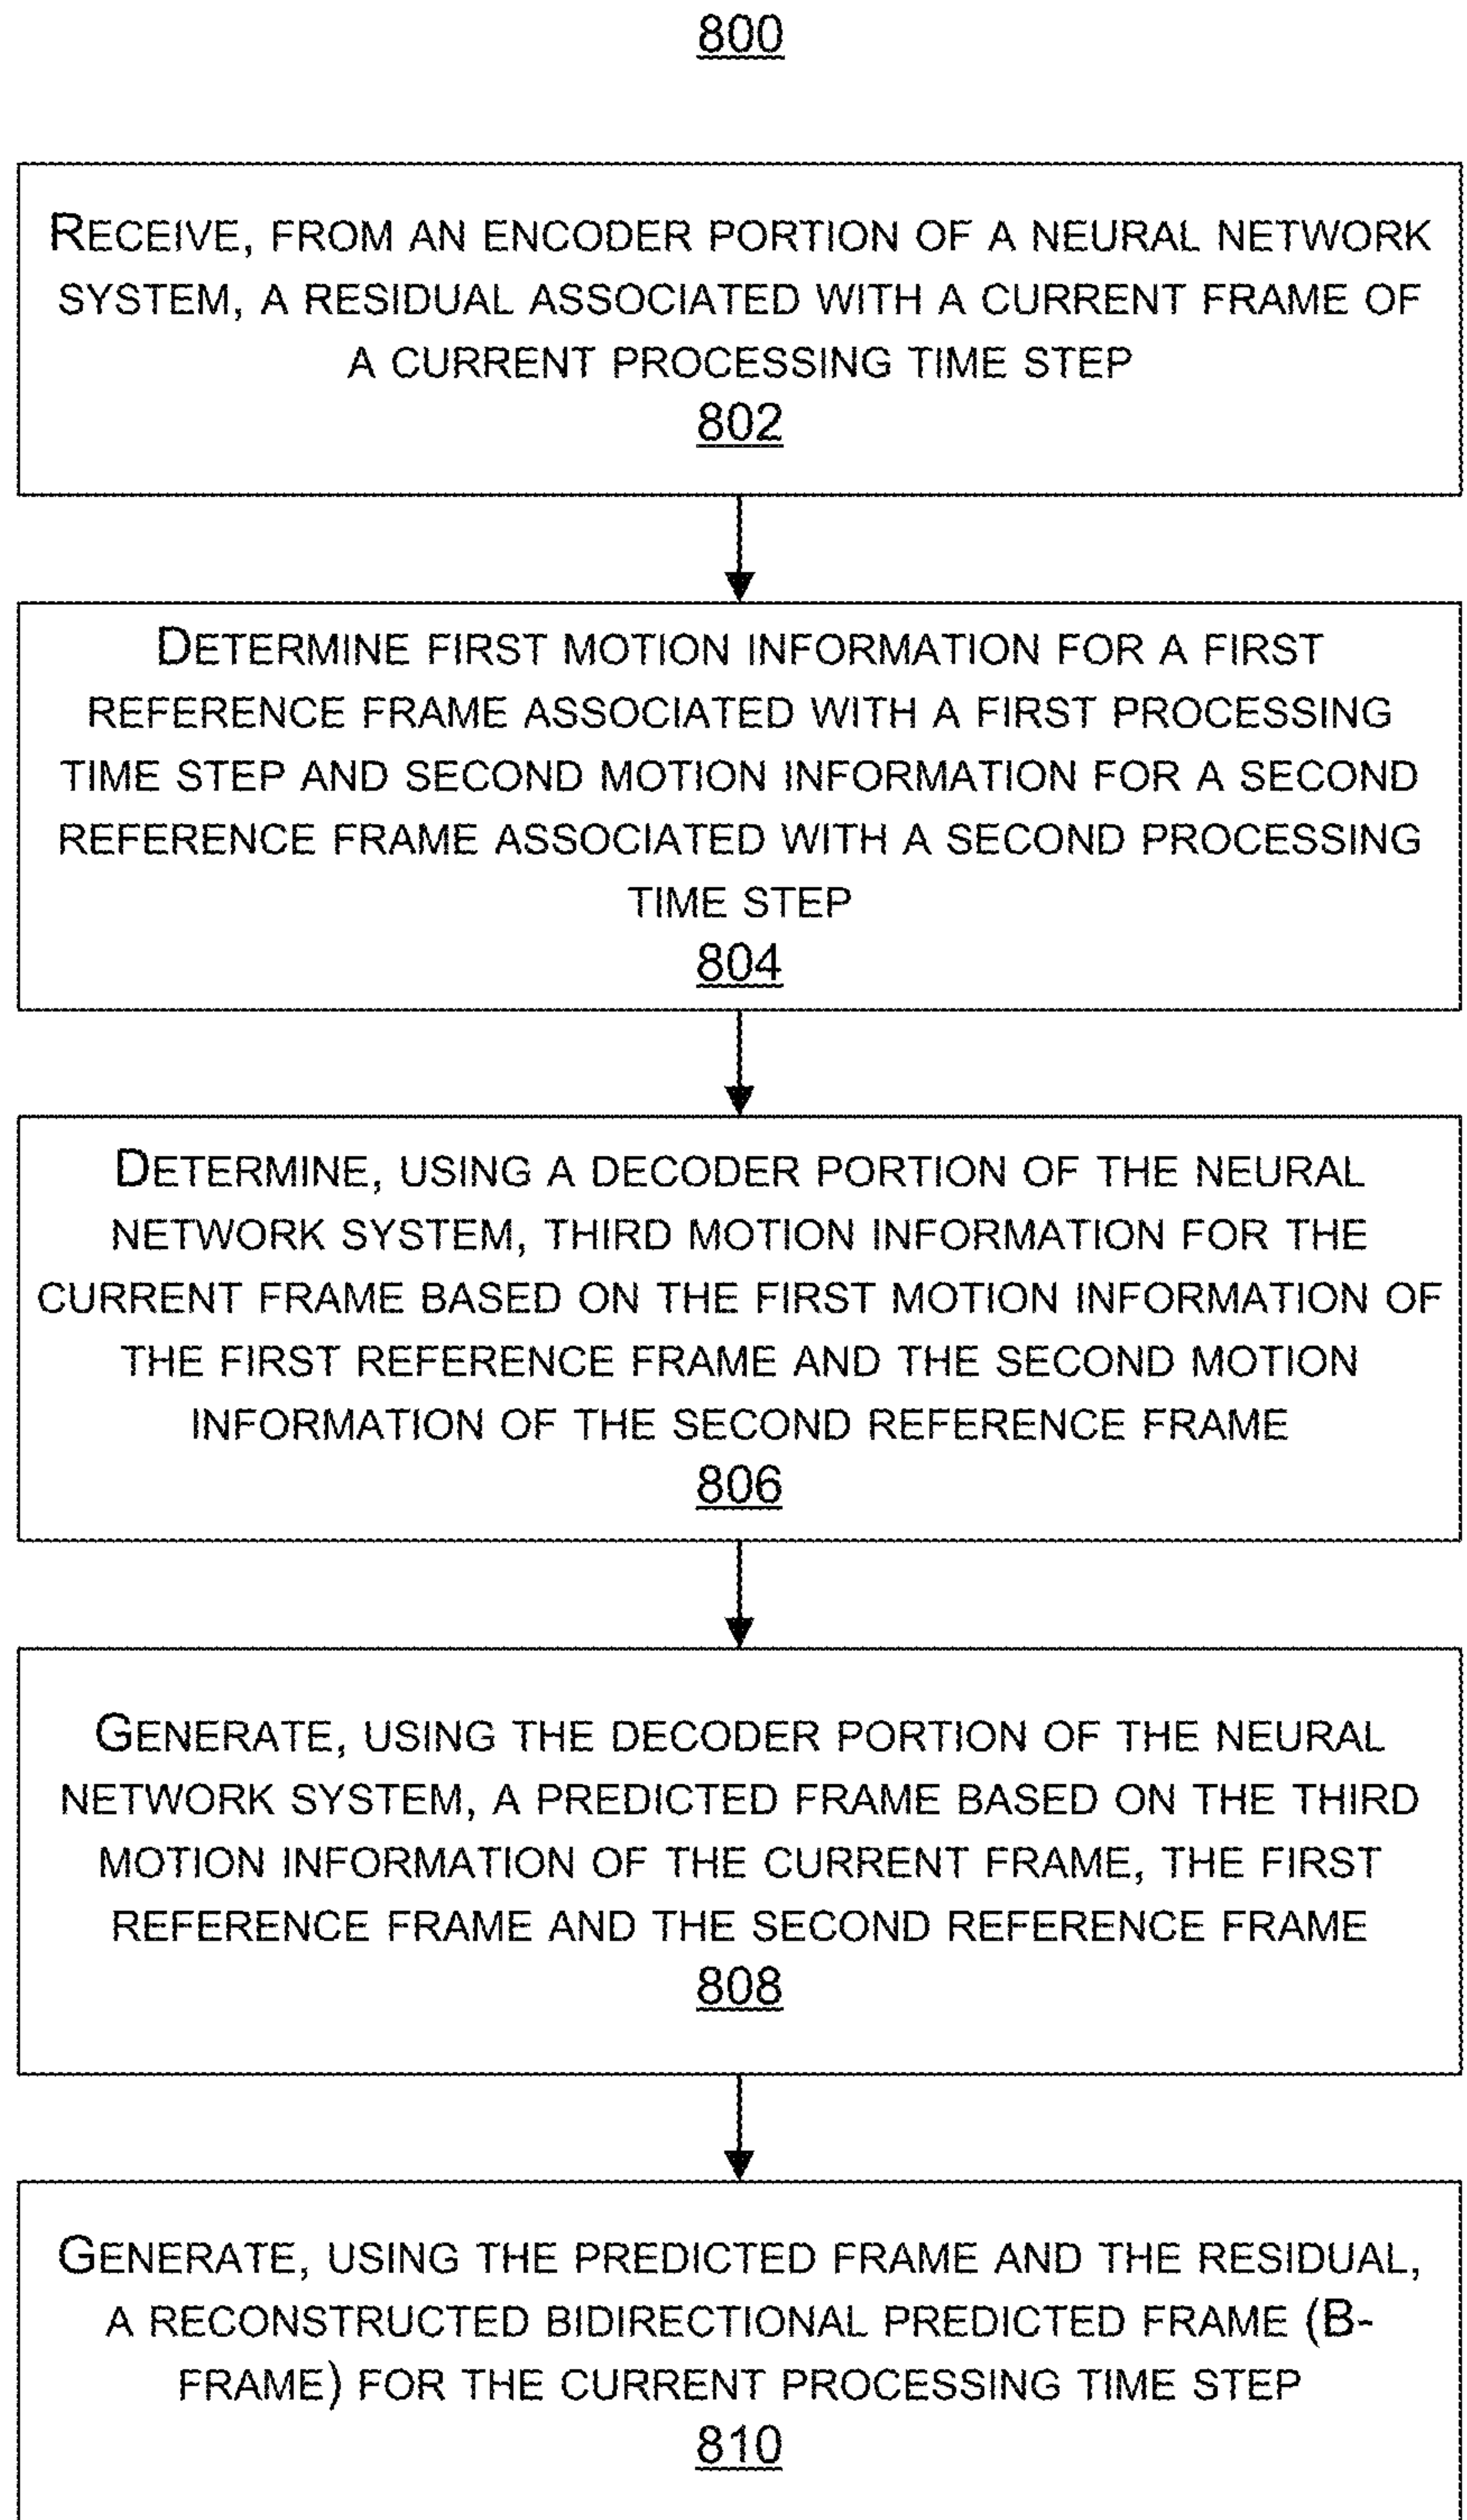 800
RECEIVE, FROM AN ENCODER PORTION OF A NEURAL NETWORK
SYSTEM, A RESIDUAL ASSOCIATED WITH A CURRENT FRAME OF
A CURRENT PROCESSING TIME STEP
802
DETERMINE FIRST MOTION INFORMATION FOR A FIRST
REFERENCE FRAME ASSOCIATED WITH A FIRST PROCESSING
TIME STEP AND SECOND MOTION INFORMATION FOR A SECOND
REFERENCE FRAME ASSOCIATED WITH A SECOND PROCESSING
TIME STEP
804
DETERMINE, USING A DECODER PORTION OF THE NEURAL
NETWORK SYSTEM, THIRD MOTION INFORMATION FOR THE
CURRENT FRAME BASED ON THE FIRST MOTION INFORMATION OF
THE FIRST REFERENCE FRAME AND THE SECOND MOTION
INFORMATION OF THE SECOND REFERENCE FRAME
806
GENERATE, USING THE DECODER PORTION OF THE NEURAL
NETWORK SYSTEM, A PREDICTED FRAME BASED ON THE THIRD
MOTION INFORMATION OF THE CURRENT FRAME, THE FIRST
REFERENCE FRAME AND THE SECOND REFERENCE FRAME
808
GENERATE, USING THE PREDICTED FRAME AND THE RESIDUAL,
A RECONSTRUCTED BIDIRECTIONAL PREDICTED FRAME (B-
FRAME) FOR THE CURRENT PROCESSING TIME STEP
810